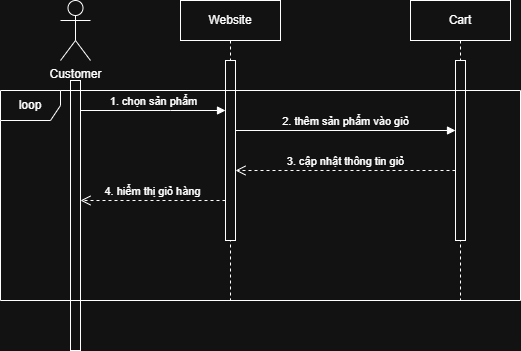 Website
Cart
Customer
loop
1. chọn sản phẩm
2. thêm sản phẩm vào giỏ
3. cập nhật thông tin giỏ
4. hiểm thị giỏ hàng